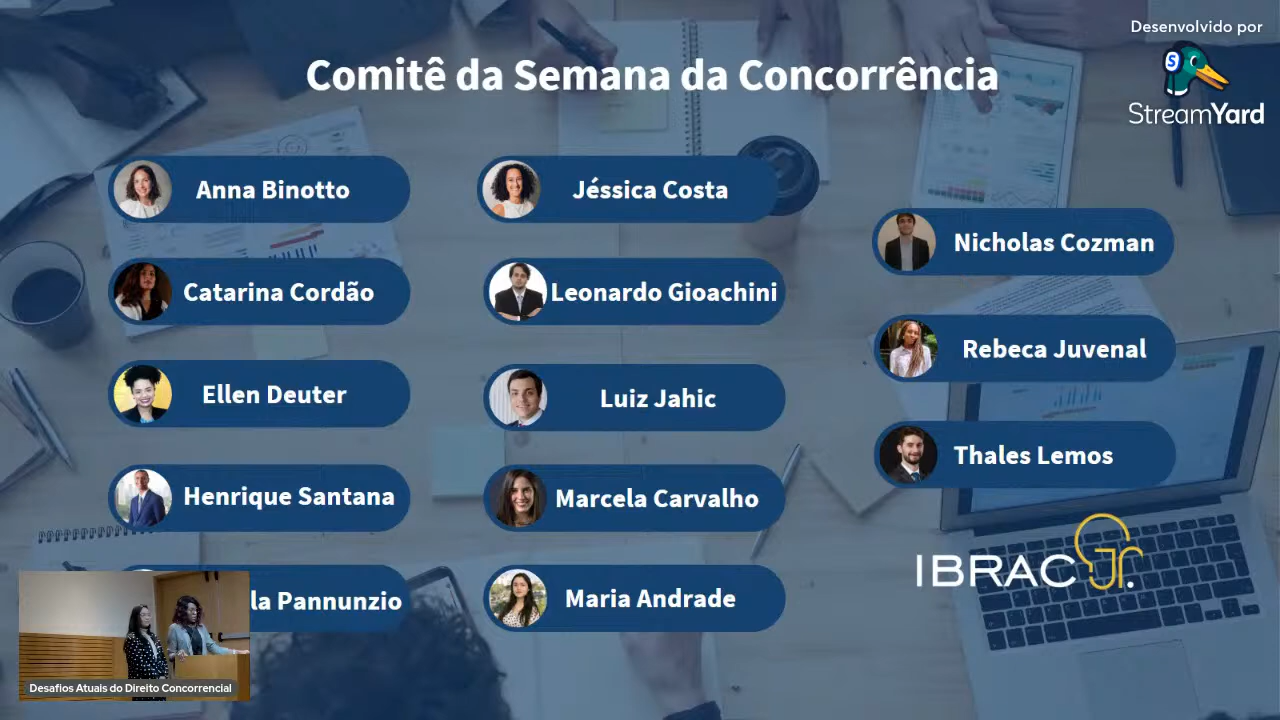 Desenvolvido por
StreamYard
Comitê da Semana da Concorrência
Anna Binotto
Catarina Cordão
Ellen Deuter
Henrique Santana
la Pannunzio
Jéssica Costa
Leonardo Gioachini
Luiz Jahic
Marcela Carvalho
Maria Andrade
Nicholas Cozman
Rebeca Juvenal
Thales Lemos
IBRAC Jr.
Desafios Atuais do Direito Concorrencial